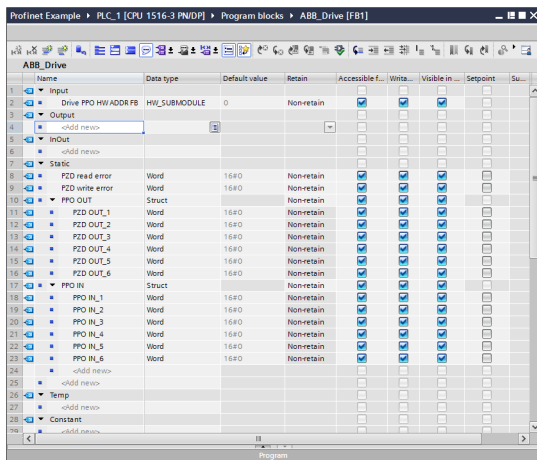 Profinet Example ▸ PLC_1 [CPU 1516-3 PN/DP] ▸ Program blocks ▸ ABB_Drive [FB1]
ABB_Drive
Name Data type Default value Retain Accessible f... Writa... Visible in ... Setpoint Su...
1 Input
2 Drive PPO HW ADDR FB HW_SUBMODULE 0 Non-retain
3 Output
4 <Add new>
5 InOut
6 <Add new>
7 Static
8 PZD read error Word 16#0 Non-retain
9 PZD write error Word 16#0 Non-retain
10 PPO OUT Struct Non-retain
11 PZD OUT_1 Word 16#0 Non-retain
12 PZD OUT_2 Word 16#0 Non-retain
13 PZD OUT_3 Word 16#0 Non-retain
14 PZD OUT_4 Word 16#0 Non-retain
15 PZD OUT_5 Word 16#0 Non-retain
16 PZD OUT_6 Word 16#0 Non-retain
17 PPO IN Struct Non-retain
18 PPO IN_1 Word 16#0 Non-retain
19 PPO IN_2 Word 16#0 Non-retain
20 PPO IN_3 Word 16#0 Non-retain
21 PPO IN_4 Word 16#0 Non-retain
22 PPO IN_5 Word 16#0 Non-retain
23 PPO IN_6 Word 16#0 Non-retain
24 <Add new>
25 <Add new>
26 Temp
27 <Add new>
28 Constant
29 <Add new>
Program